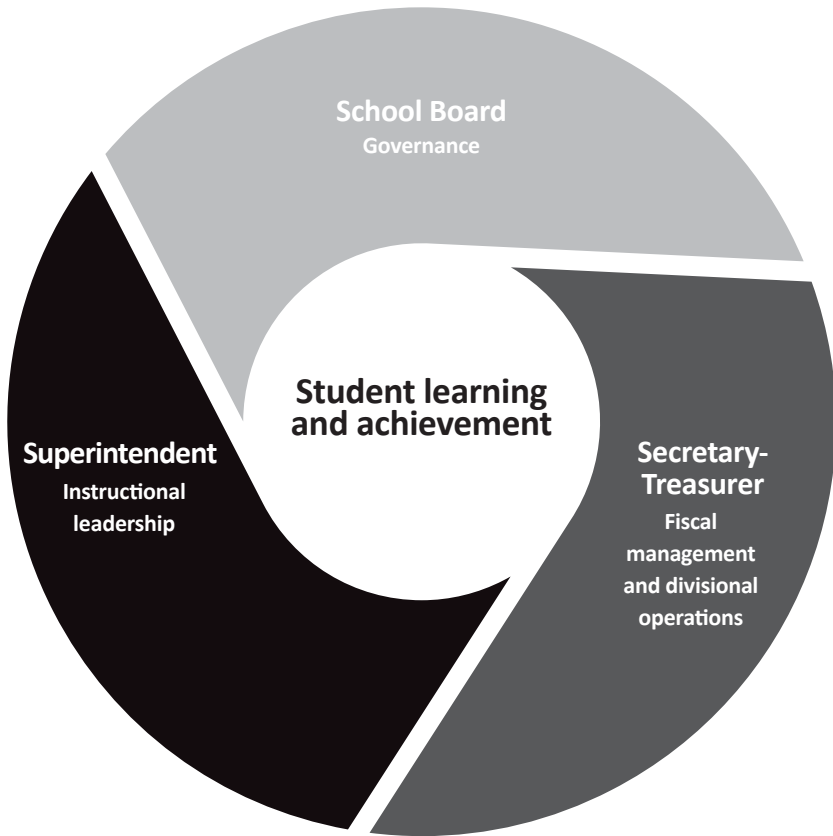 School Board
Governance
Student learning
and achievement
Superintendent
Instructional
leadership
Secretary-
Treasurer
Fiscal
management
and divisional
operations